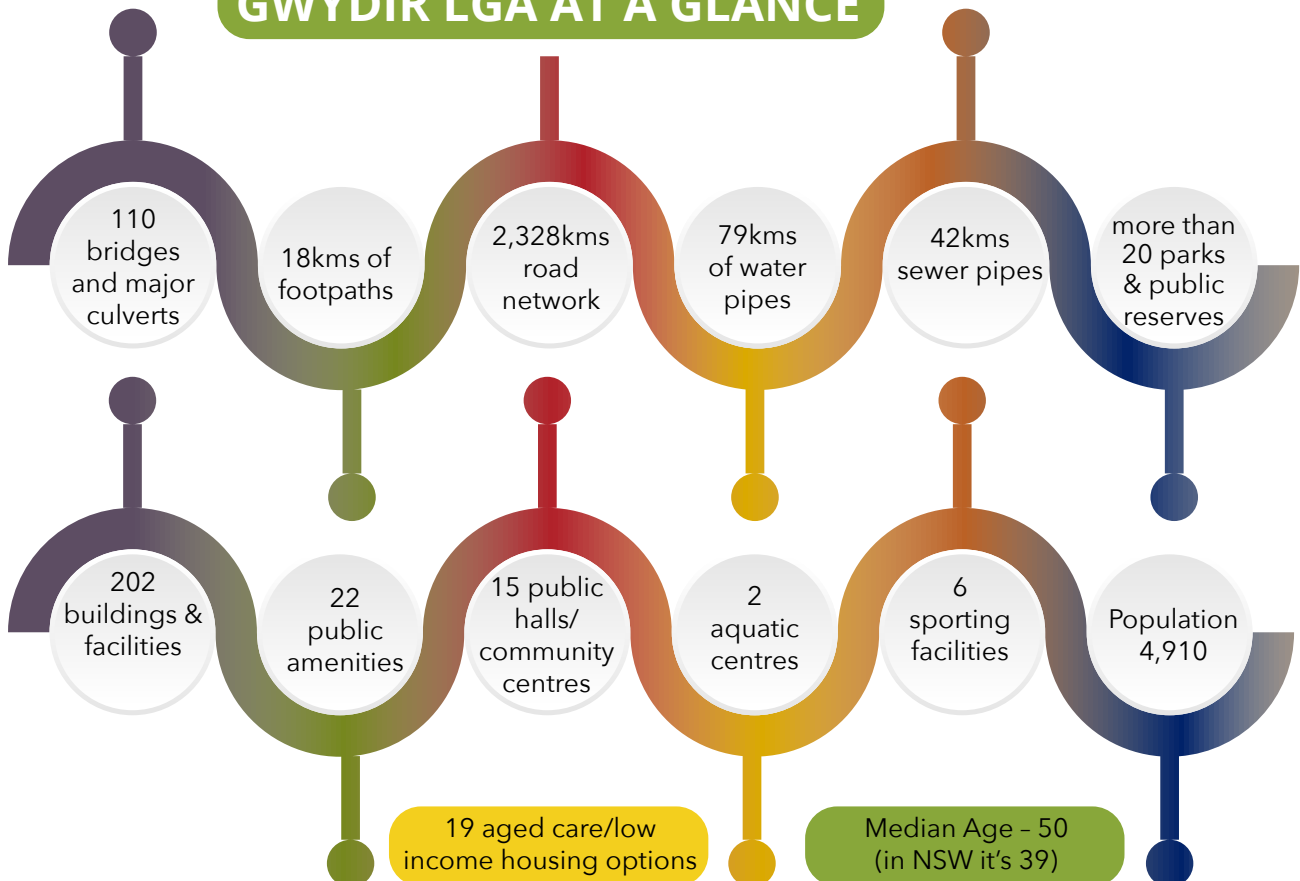 GWYDIR LGA AT A GLANCE
110
bridges
and major
culverts
18kms of
footpaths
2,328kms
road
network
79kms
of water
pipes
42kms
sewer pipes
more than
20 parks
& public
reserves
202
buildings &
facilities
22
public
amenities
15 public
halls/
community
centres
2
aquatic
centres
6
sporting
facilities
Population
4,910
19 aged care/low
income housing options
Median Age – 50
(in NSW it's 39)